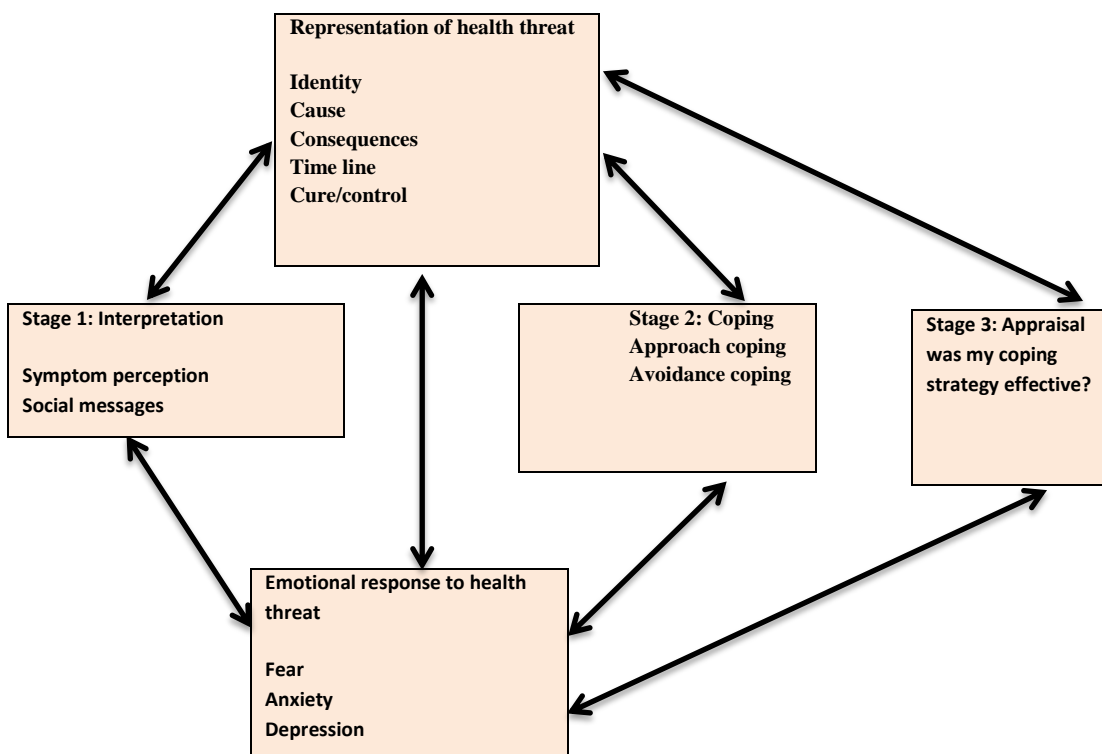 Representation of health threat
Identity
Cause
Consequences
Time line
Cure/control
Stage 1: Interpretation
Symptom perception
Social messages
Stage 2: Coping
Approach coping
Avoidance coping
Stage 3: Appraisal
was my coping
strategy effective?
Emotional response to health
threat
Fear
Anxiety
Depression